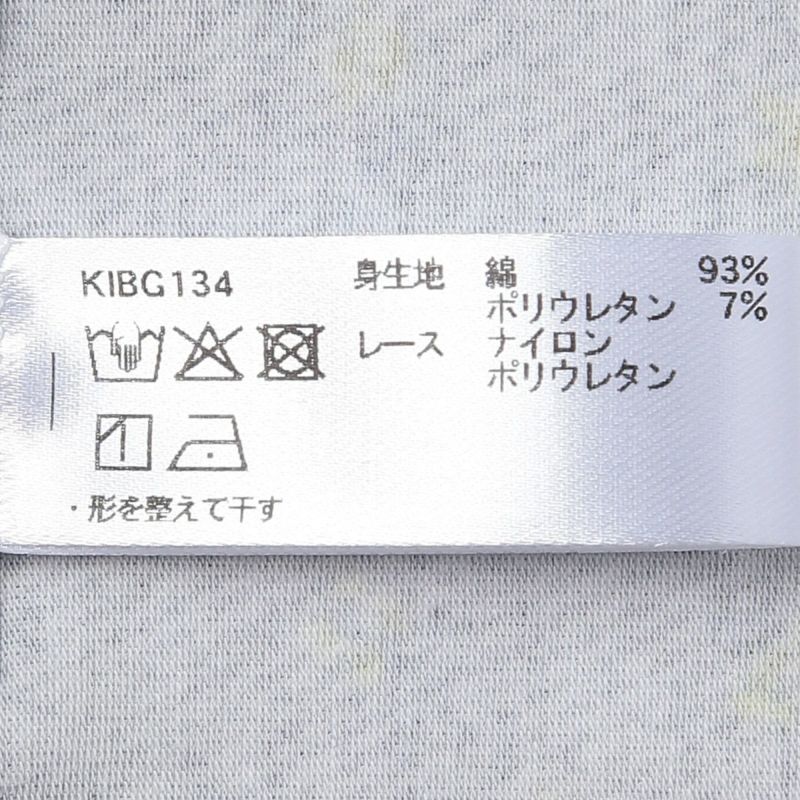 KIBG134
身生地 綿 93%
ポリウレタン 7%
レース ナイロン
ポリウレタン
・形を整えて干す